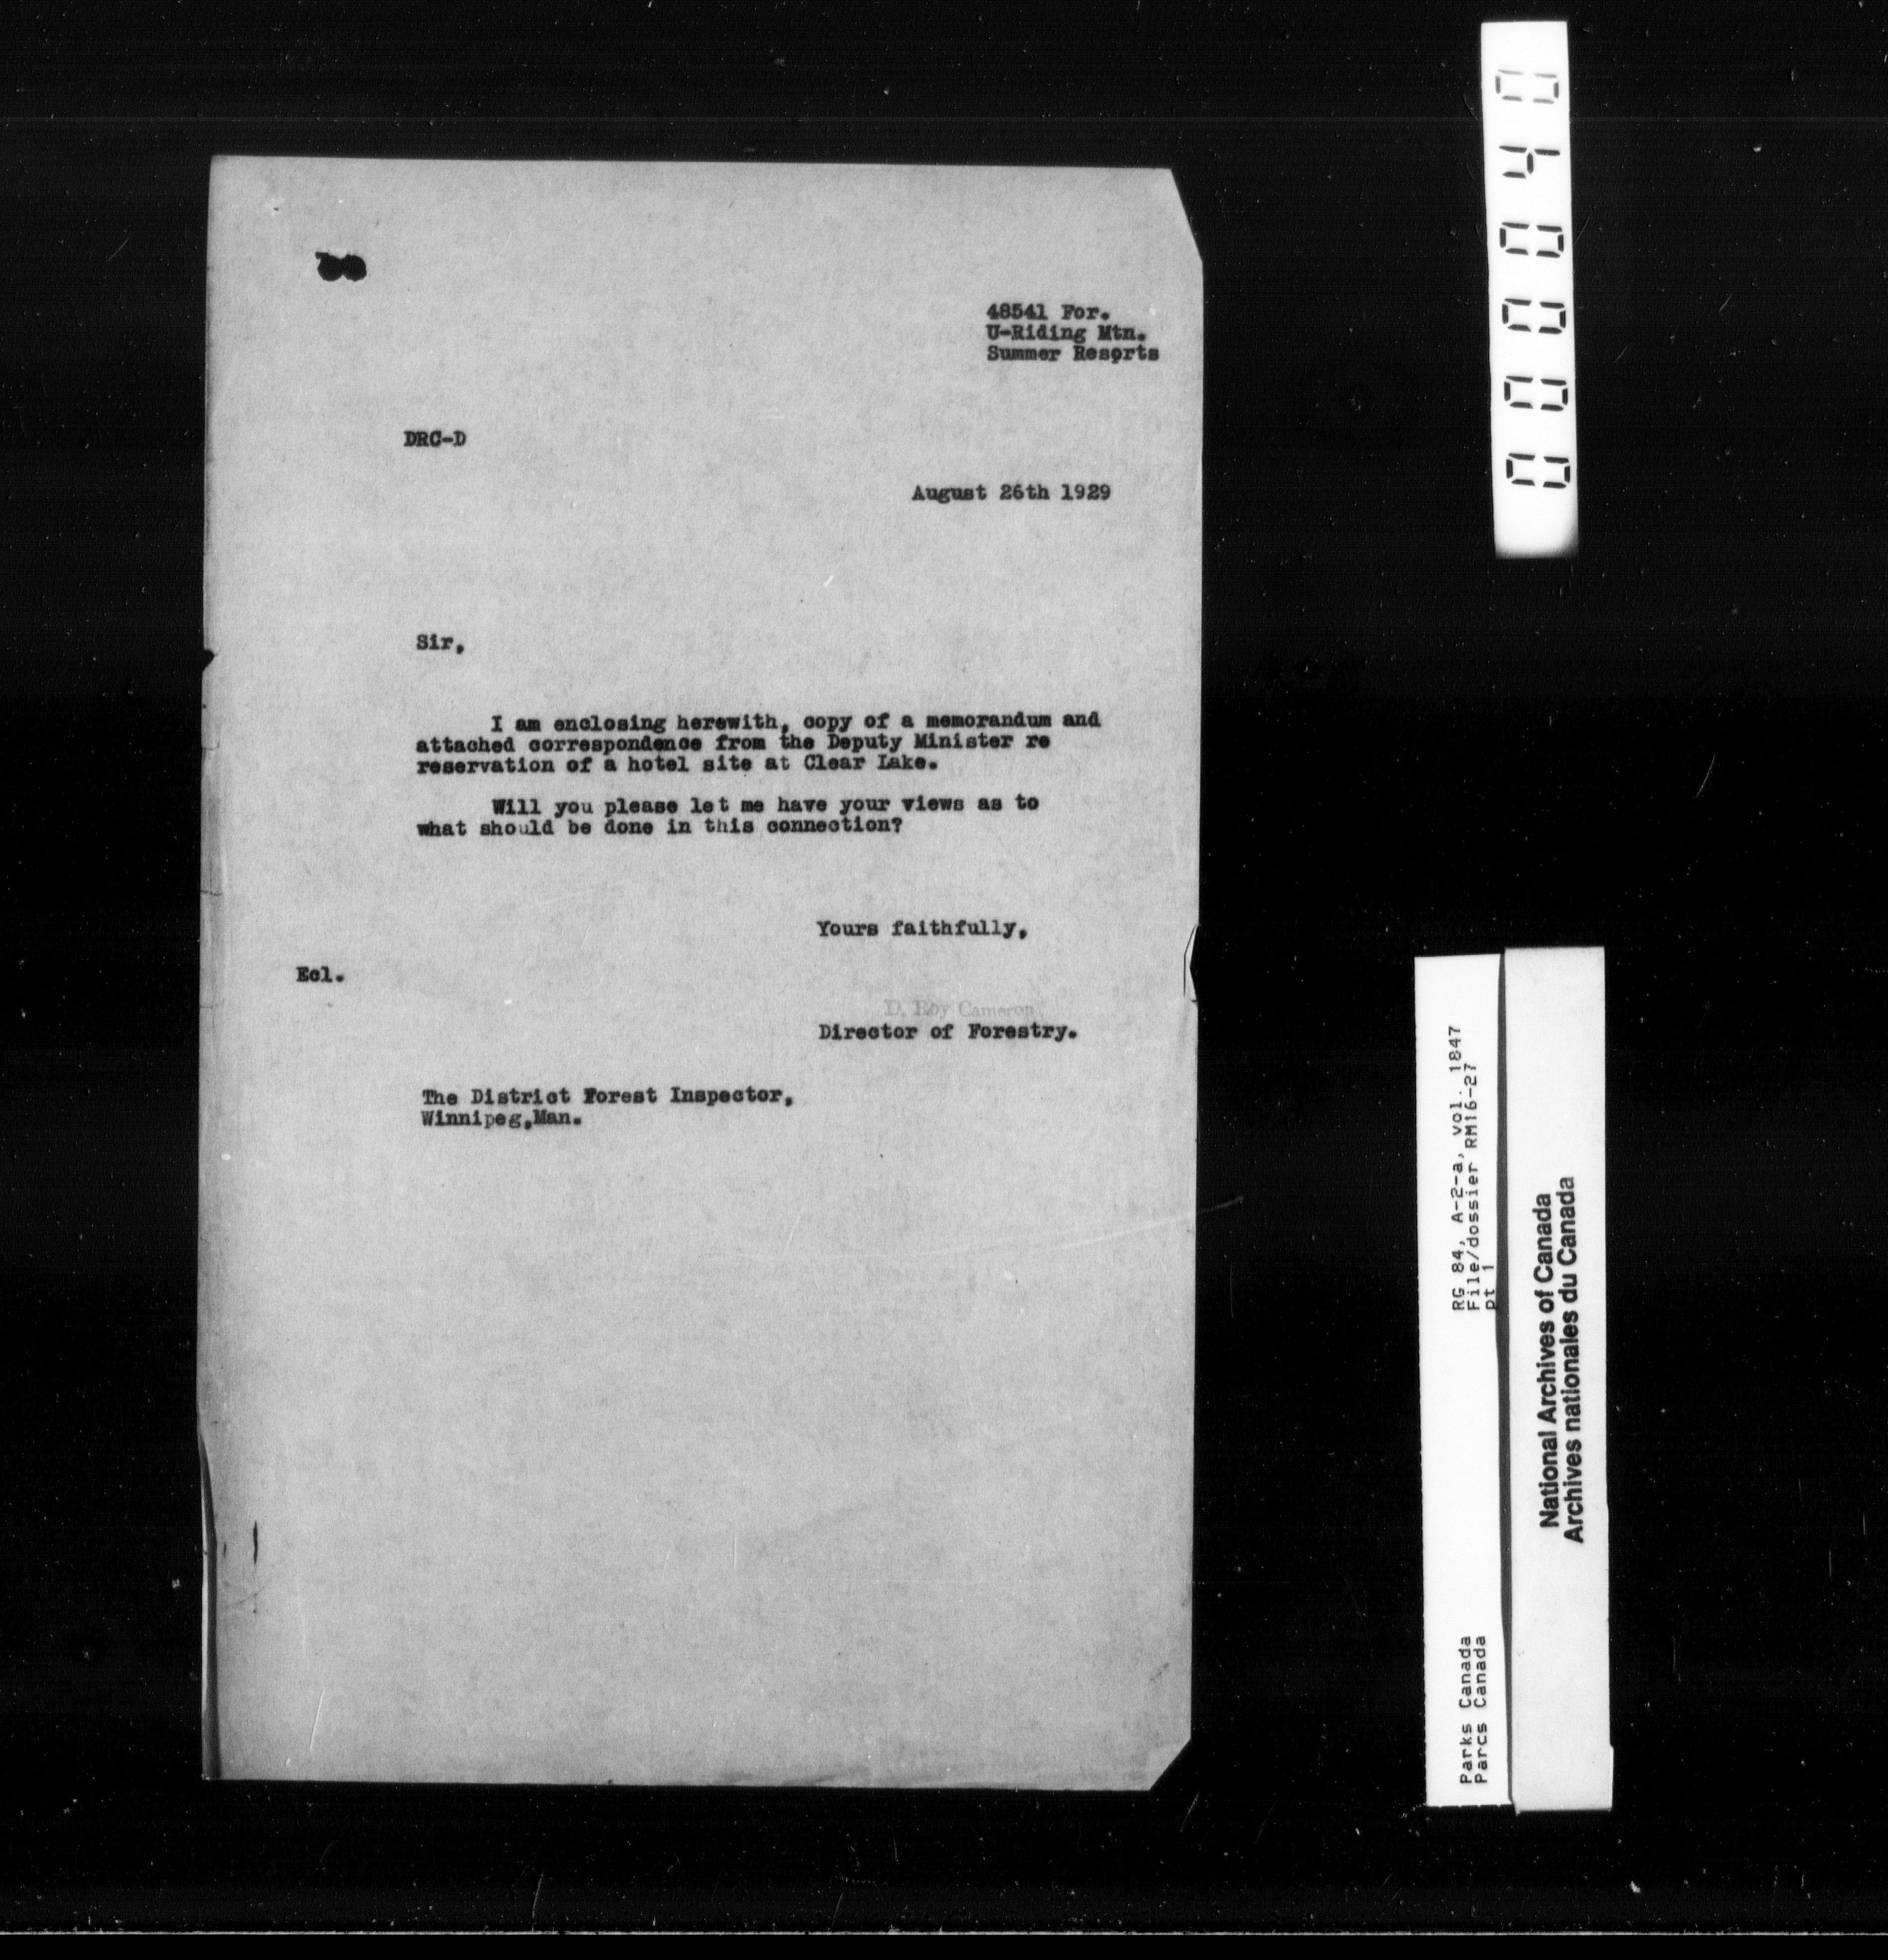 48541 For.
U-Riding Mtn.
Summer Resorts
DRC-D
August 26th 1929
Sir,
I am enclosing herewith, copy of a memorandum and
attached correspondence from the Deputy Minister re
reservation of a hotel site at Clear Lake.
Will you please let me have your views as to
what should be done in this connection?
Yours faithfully,
Ecl.
D. Roy Cameron
Director of Forestry.
The District Forest Inspector,
Winnipeg,Man.
000040
RG 84, A-2-a, vol. 1847
File/dossier RM16-27
pt 1
Parks Canada
Parcs Canada
National Archives of Canada
Archives nationales du Canada